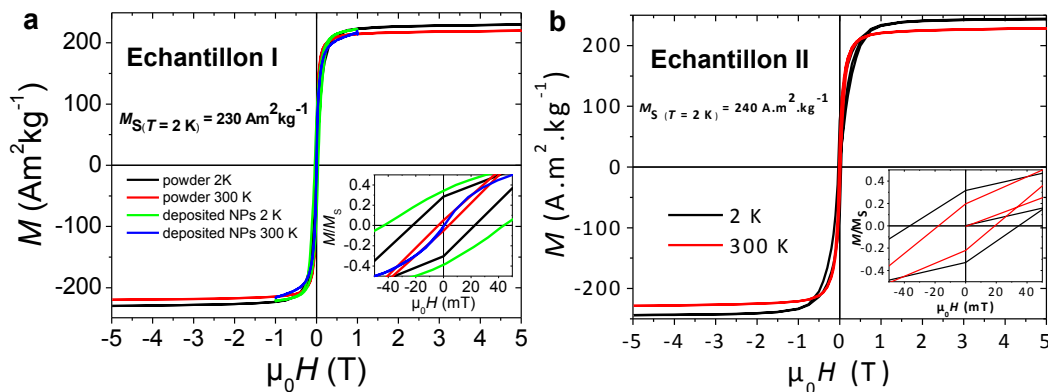 a
Echantillon I
M_S(T = 2 K) = 230 Am²kg⁻¹
M (Am²kg⁻¹)
200
100
0
-100
-200
powder 2K
powder 300 K
deposited NPs 2 K
deposited NPs 300 K
M/M_S
0.4
0.2
0.0
-0.2
-0.4
-40 -20 0 20 40
µ₀H (mT)
-5 -4 -3 -2 -1 0 1 2 3 4 5
µ₀H (T)
b
Echantillon II
M_S (T = 2 K) = 240 A.m².kg⁻¹
M (A.m².kg⁻¹)
200
100
0
-100
-200
2 K
300 K
M/M_S
0.4
0.2
0.0
-0.2
-0.4
-40 -20 0 20 40
µ₀H (mT)
-5 -4 -3 -2 -1 0 1 2 3 4 5
µ₀H (T)